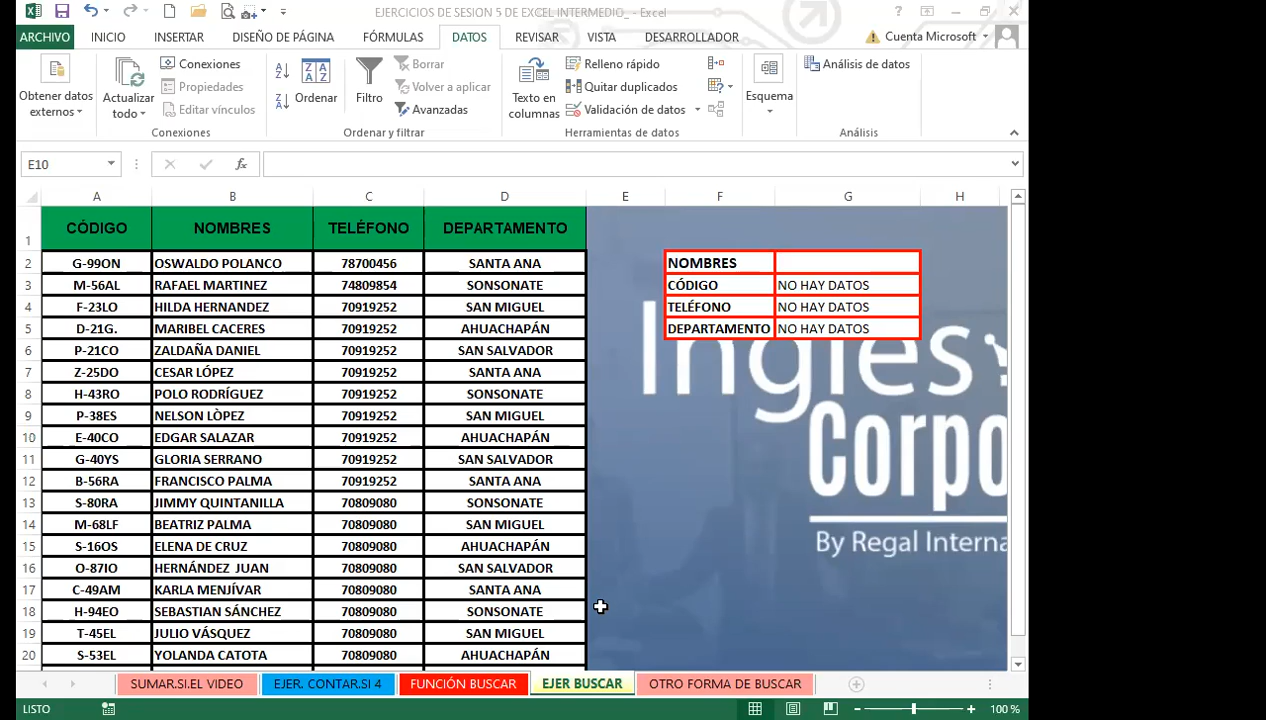 EJERCICIOS DE SESION 5 DE EXCEL INTERMEDIO_ - Excel
ARCHIVO INICIO INSERTAR DISEÑO DE PÁGINA FÓRMULAS DATOS REVISAR VISTA DESARROLLADOR Cuenta Microsoft
Obtener datos externos
Actualizar todo
Conexiones
Propiedades
Editar vínculos
Conexiones
Ordenar
Filtro
Borrar
Volver a aplicar
Avanzadas
Ordenar y filtrar
Texto en columnas
Relleno rápido
Quitar duplicados
Validación de datos
Herramientas de datos
Esquema
Análisis de datos
Análisis
E10 fx
A B C D E F G H
1 CÓDIGO NOMBRES TELÉFONO DEPARTAMENTO
2 G-99ON OSWALDO POLANCO 78700456 SANTA ANA NOMBRES
3 M-56AL RAFAEL MARTINEZ 74809854 SONSONATE CÓDIGO NO HAY DATOS
4 F-23LO HILDA HERNANDEZ 70919252 SAN MIGUEL TELÉFONO NO HAY DATOS
5 D-21G. MARIBEL CACERES 70919252 AHUACHAPÁN DEPARTAMENTO NO HAY DATOS
6 P-21CO ZALDAÑA DANIEL 70919252 SAN SALVADOR
7 Z-25DO CESAR LÓPEZ 70919252 SANTA ANA
8 H-43RO POLO RODRÍGUEZ 70919252 SONSONATE
9 P-38ES NELSON LÒPEZ 70919252 SAN MIGUEL
10 E-40CO EDGAR SALAZAR 70919252 AHUACHAPÁN
11 G-40YS GLORIA SERRANO 70919252 SAN SALVADOR
12 B-56RA FRANCISCO PALMA 70919252 SANTA ANA
13 S-80RA JIMMY QUINTANILLA 70809080 SONSONATE
14 M-68LF BEATRIZ PALMA 70809080 SAN MIGUEL
15 S-16OS ELENA DE CRUZ 70809080 AHUACHAPÁN
16 O-87IO HERNÁNDEZ JUAN 70809080 SAN SALVADOR
17 C-49AM KARLA MENJÍVAR 70809080 SANTA ANA
18 H-94EO SEBASTIAN SÁNCHEZ 70809080 SONSONATE
19 T-45EL JULIO VÁSQUEZ 70809080 SAN MIGUEL
20 S-53EL YOLANDA CATOTA 70809080 AHUACHAPÁN
Ingles
Corpo
By Regal Interna
SUMAR.SI.EL VIDEO EJER. CONTAR.SI 4 FUNCIÓN BUSCAR EJER BUSCAR OTRO FORMA DE BUSCAR
LISTO 100 %